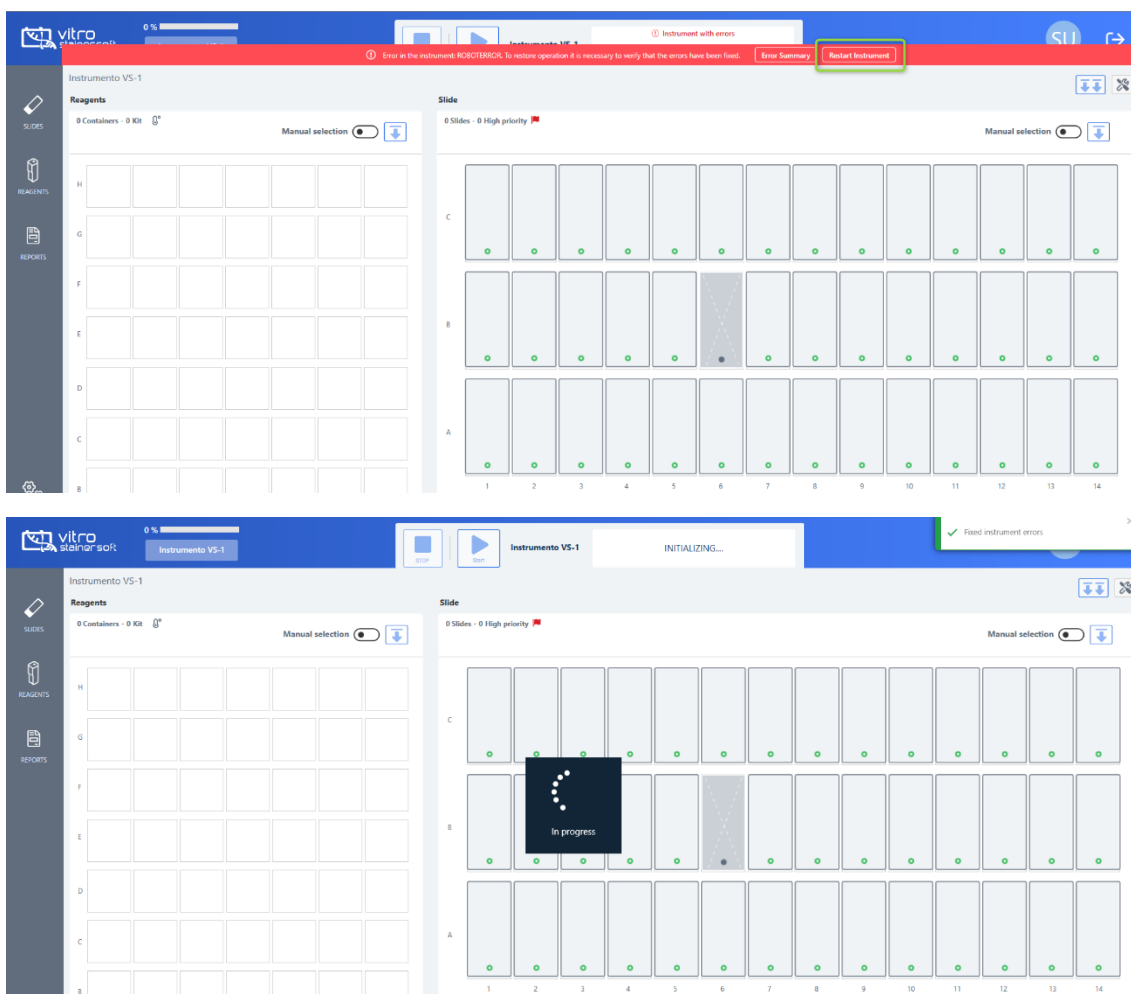 vitro
stainersoft
0 %
Instrumento VS-1
Instrument with errors
SU
Error in the instrument: ROBOTERROR. To restore operation it is necessary to verify that the errors have been fixed.
Error Summary
Restart Instrument
Instrumento VS-1
Reagents
Slide
0 Containers - 0 Kit
Manual selection
0 Slides - 0 High priority
Manual selection
SLIDES
REAGENTS
REPORTS
H
G
F
E
D
C
B
C
B
A
1 2 3 4 5 6 7 8 9 10 11 12 13 14
vitro
stainersoft
0 %
Instrumento VS-1
STOP
Start
Instrumento VS-1
INITIALIZING....
Fixed instrument errors
Instrumento VS-1
Reagents
Slide
0 Containers - 0 Kit
Manual selection
0 Slides - 0 High priority
Manual selection
SLIDES
REAGENTS
REPORTS
H
G
F
E
D
C
B
C
B
A
In progress
1 2 3 4 5 6 7 8 9 10 11 12 13 14